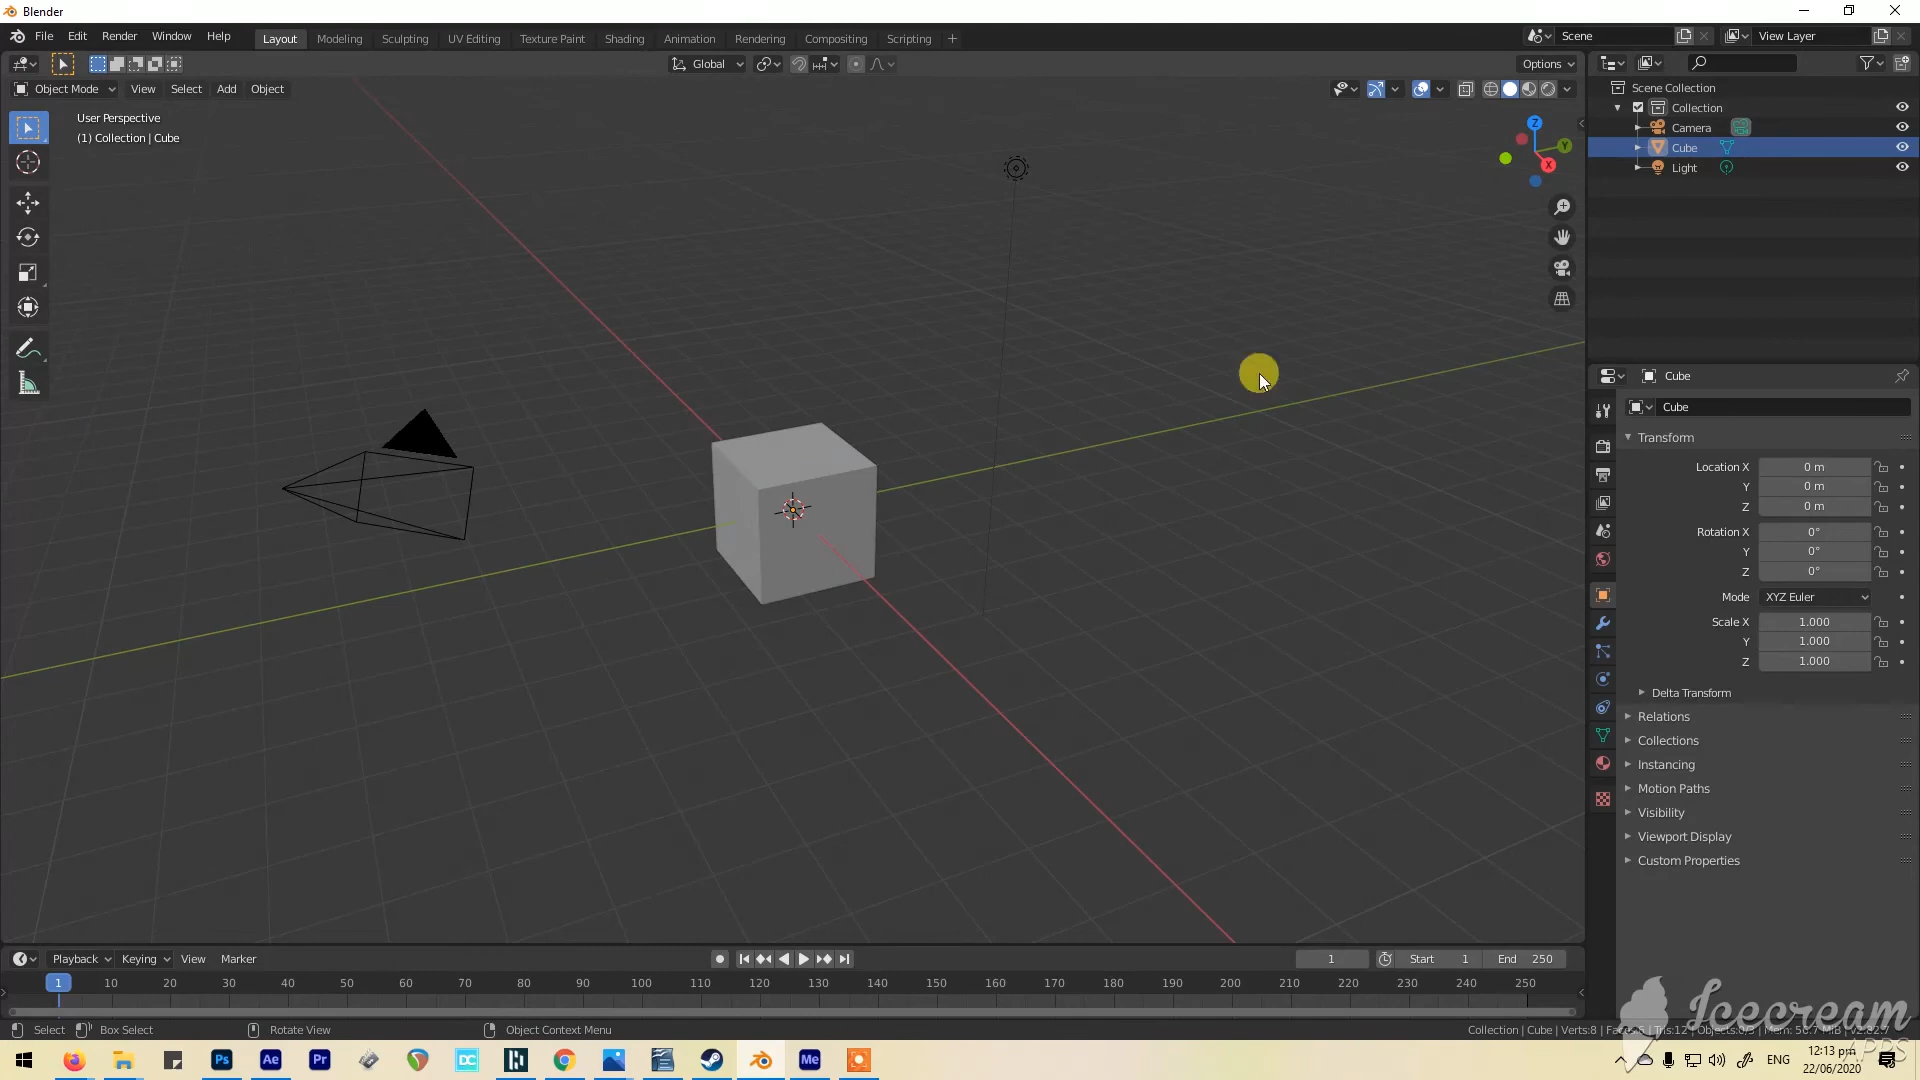 Blender
File Edit Render Window Help Layout Modeling Sculpting UV Editing Texture Paint Shading Animation Rendering Compositing Scripting + Scene View Layer
Global Options
Object Mode View Select Add Object
User Perspective
(1) Collection | Cube
Z
Y
X
Scene Collection
Collection
Camera
Cube
Light
Cube
Cube
Transform
Location X 0 m
Y 0 m
Z 0 m
Rotation X 0°
Y 0°
Z 0°
Mode XYZ Euler
Scale X 1.000
Y 1.000
Z 1.000
Delta Transform
Relations
Collections
Instancing
Motion Paths
Visibility
Viewport Display
Custom Properties
Playback Keying View Marker 1 Start 1 End 250
1 10 20 30 40 50 60 70 80 90 100 110 120 130 140 150 160 170 180 190 200 210 220 230 240 250
Select Box Select Rotate View Object Context Menu Collection | Cube | Verts:8 |
Icecream
APPS
Ps Ae Pr DC Me ENG 12:13 pm
22/06/2020